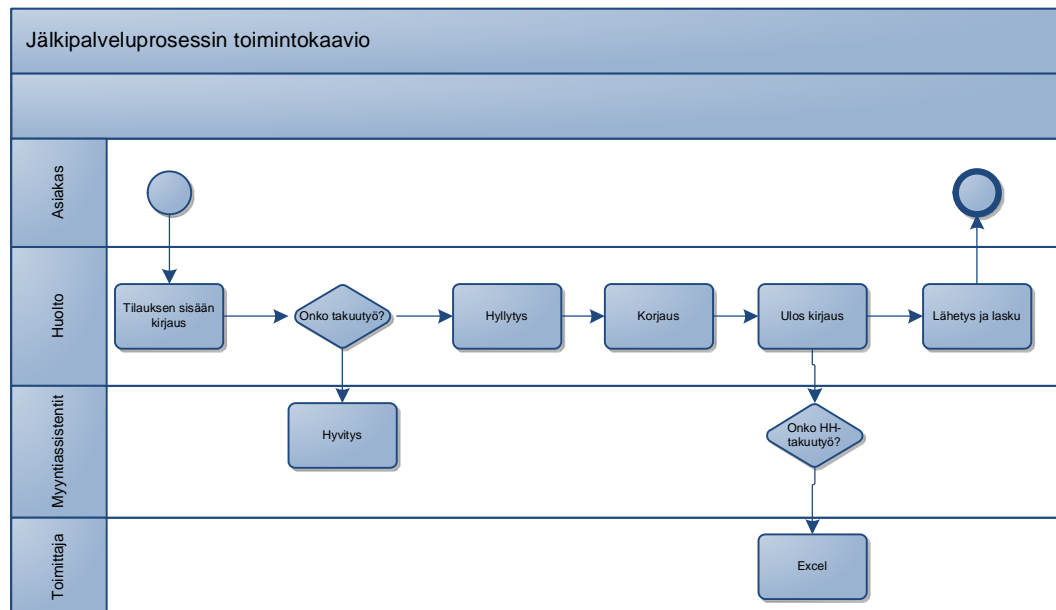 Jälkipalveluprosessin toimintokaavio
Asiakas
Huolto
Tilauksen sisään
kirjaus
Onko takuutyö?
Hyllytys
Korjaus
Ulos kirjaus
Lähetys ja lasku
Myyntiassistentit
Hyvitys
Onko HH-
takuutyö?
Toimittaja
Excel